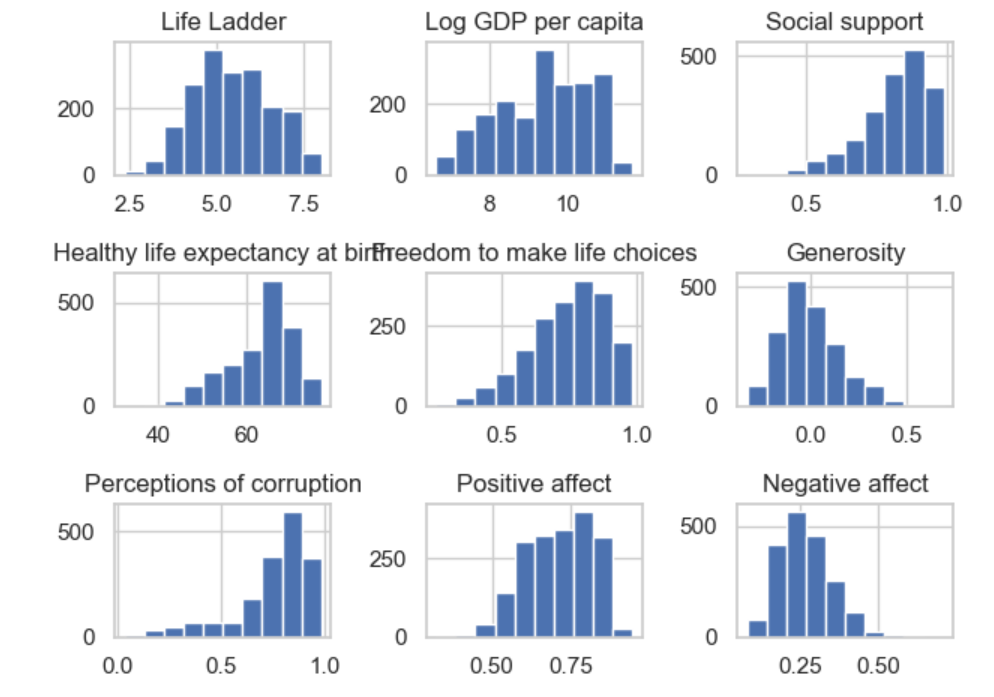 Life Ladder
Log GDP per capita
Social support
200
0
2.5 5.0 7.5
200
0
8 10
500
0
0.5 1.0
Healthy life expectancy at birth
Freedom to make life choices
Generosity
500
0
40 60
250
0
0.5 1.0
500
0
0.0 0.5
Perceptions of corruption
Positive affect
Negative affect
500
0
0.0 0.5 1.0
250
0
0.50 0.75
500
0
0.25 0.50